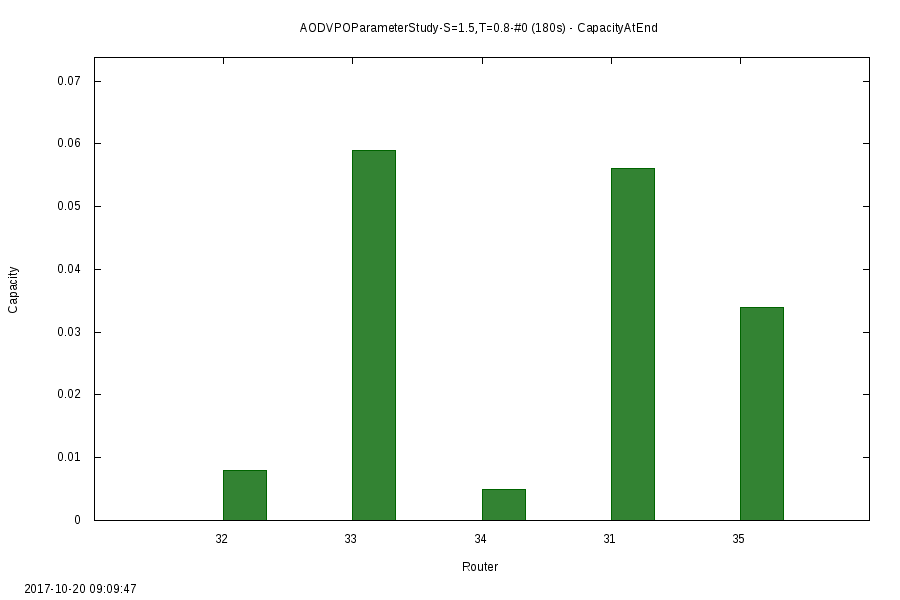 AODVPOParameterStudy-S=1.5,T=0.8-#0 (180s) - CapacityAtEnd
0.07
0.06
0.05
0.04
0.03
0.02
0.01
0
Capacity
32 33 34 31 35
Router
2017-10-20 09:09:47